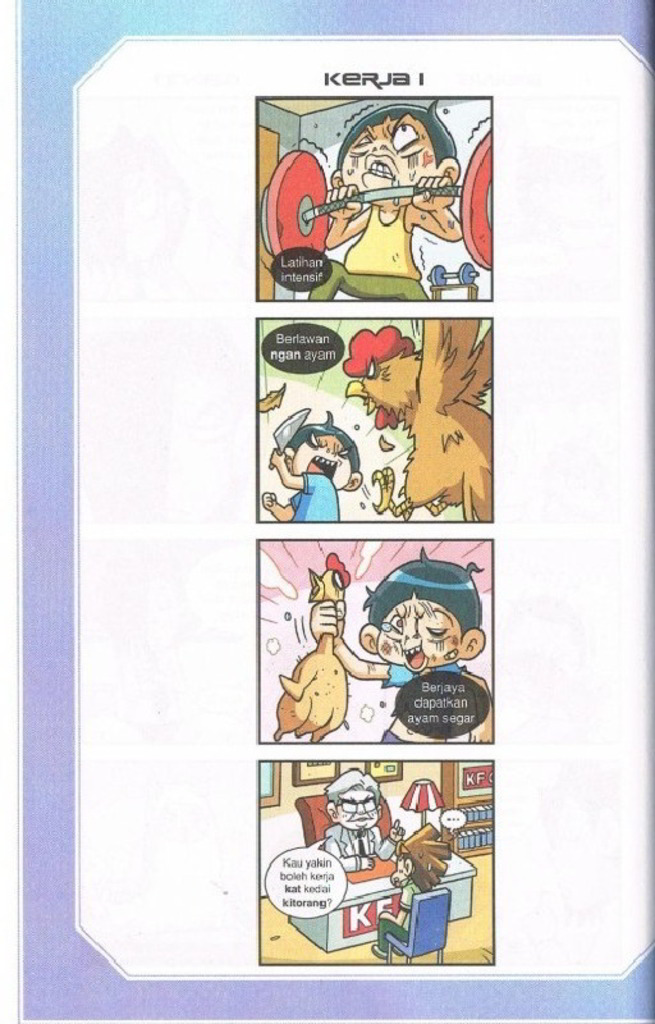 Kerja 1
Latihan
intensif
Berlawan
ngan ayam
Berjaya
dapatkan
ayam segar
KF
...
Kau yakin
boleh kerja
kat kedai
kitorang?
KF